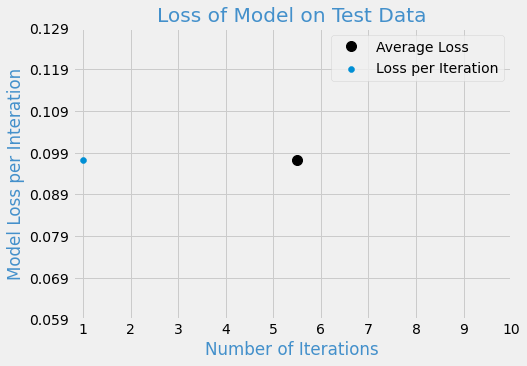 Loss of Model on Test Data
0.129
0.119
0.109
0.099
0.089
0.079
0.069
0.059
Model Loss per Interation
Average Loss
Loss per Iteration
1 2 3 4 5 6 7 8 9 10
Number of Iterations